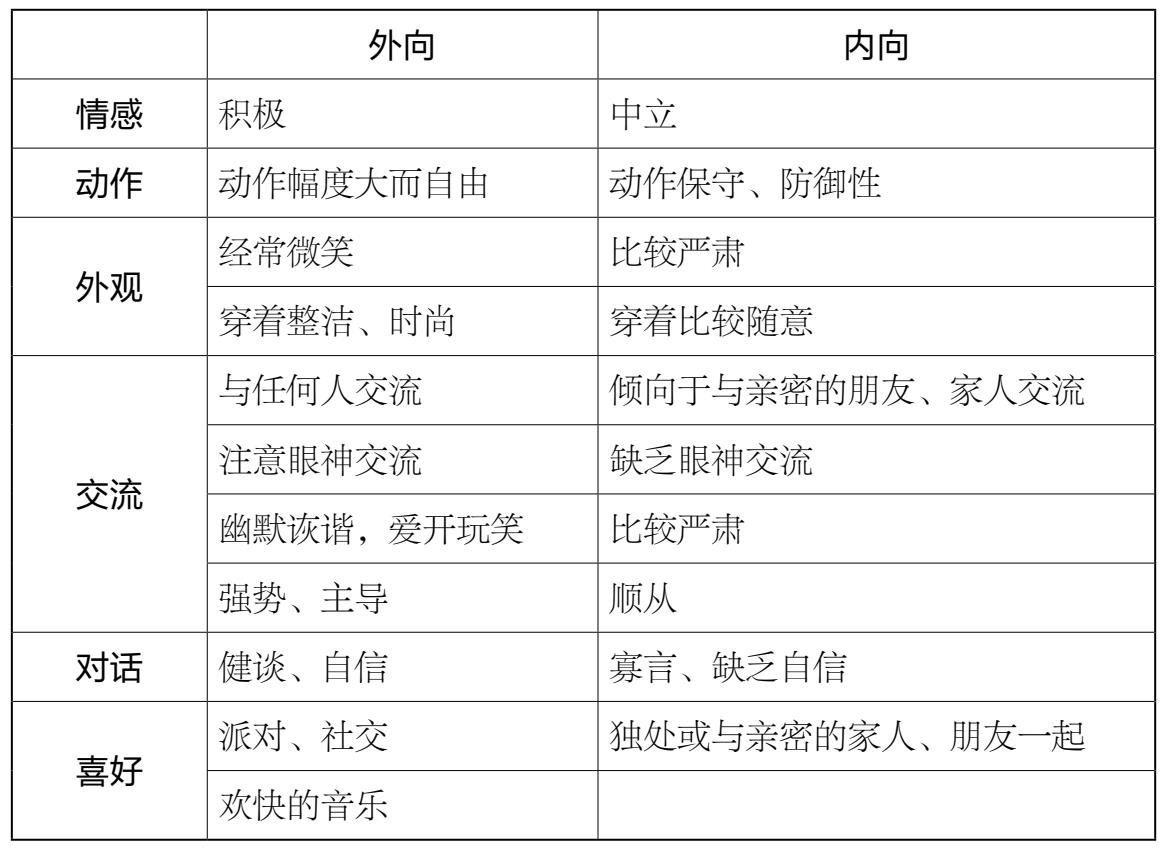 外向 内向
情感 积极 中立
动作 动作幅度大而自由 动作保守、防御性
外观 经常微笑 比较严肃
穿着整洁、时尚 穿着比较随意
交流 与任何人交流 倾向于与亲密的朋友、家人交流
注意眼神交流 缺乏眼神交流
幽默诙谐，爱开玩笑 比较严肃
强势、主导 顺从
对话 健谈、自信 寡言、缺乏自信
喜好 派对、社交 独处或与亲密的家人、朋友一起
欢快的音乐